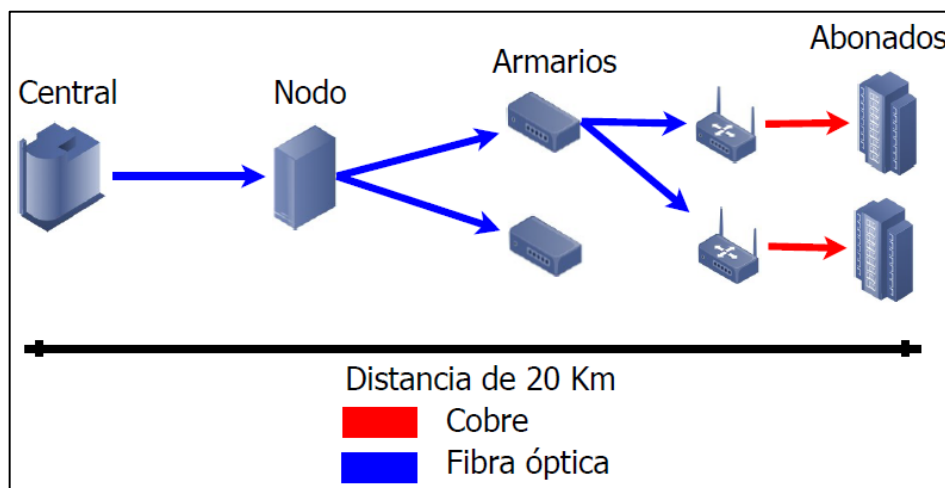 Central
Nodo
Armarios
Abonados
Distancia de 20 Km
Cobre
Fibra óptica